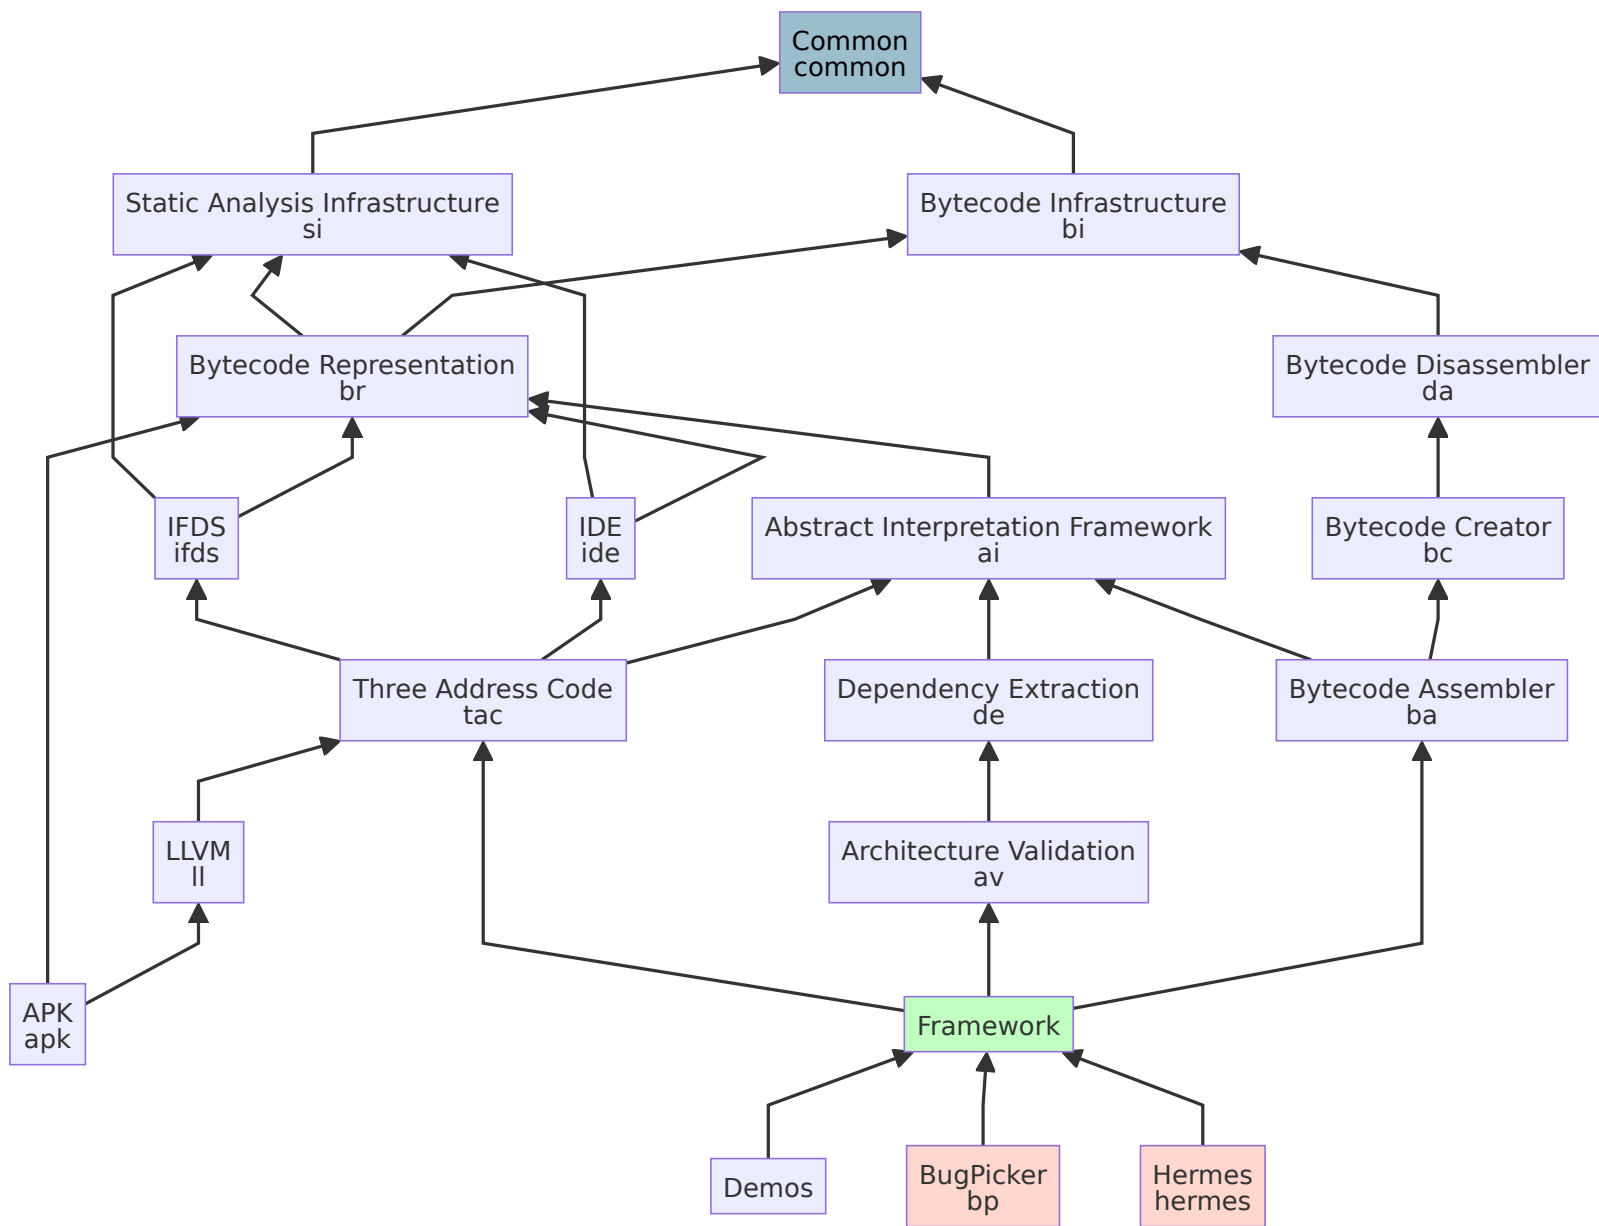 Common
common
Static Analysis Infrastructure
si
Bytecode Infrastructure
bi
Bytecode Representation
br
Bytecode Disassembler
da
IFDS
ifds
IDE
ide
Abstract Interpretation Framework
ai
Bytecode Creator
bc
Three Address Code
tac
Dependency Extraction
de
Bytecode Assembler
ba
LLVM
ll
Architecture Validation
av
APK
apk
Framework
Demos
BugPicker
bp
Hermes
hermes